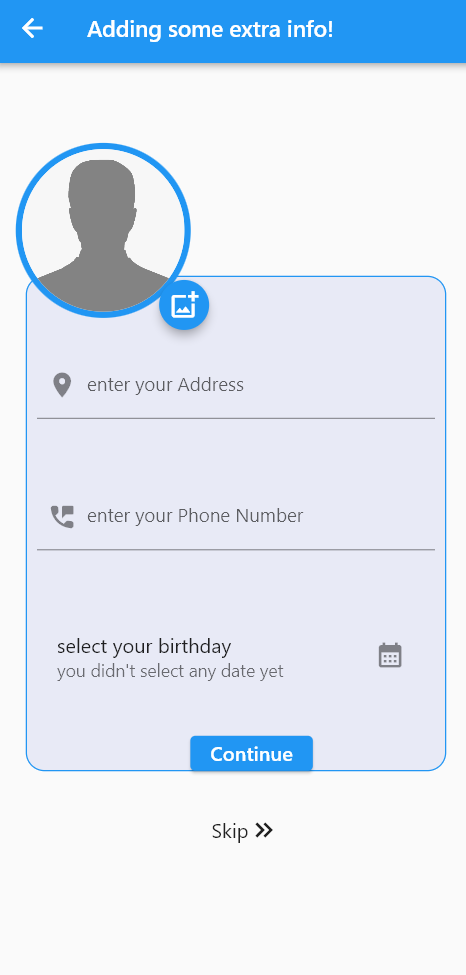 Adding some extra info!
enter your Address
enter your Phone Number
select your birthday
you didn't select any date yet
Continue
Skip